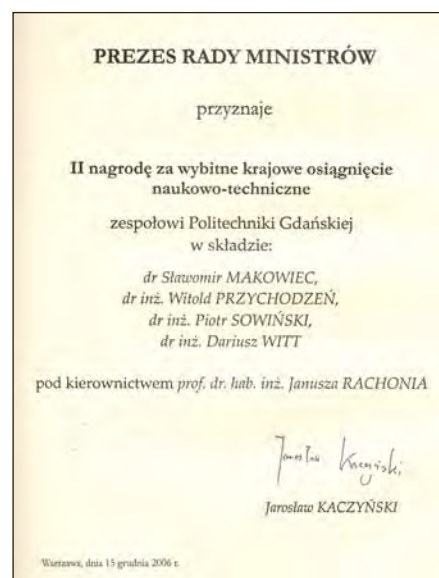 PREZES RADY MINISTRÓW
przyznaje
II nagrodę za wybitne krajowe osiągnięcie
naukowo-techniczne
zespołowi Politechniki Gdańskiej
w składzie:
dr Sławomir MAKOWIEC,
dr inż. Witold PRZYCHODZEŃ,
dr inż. Piotr SOWIŃSKI,
dr inż. Dariusz WITT
pod kierownictwem prof. dr. hab. inż. Janusza RACHONIA
Jarosław Kaczyński
Jarosław KACZYŃSKI
Warszawa, dnia 15 grudnia 2006 r.